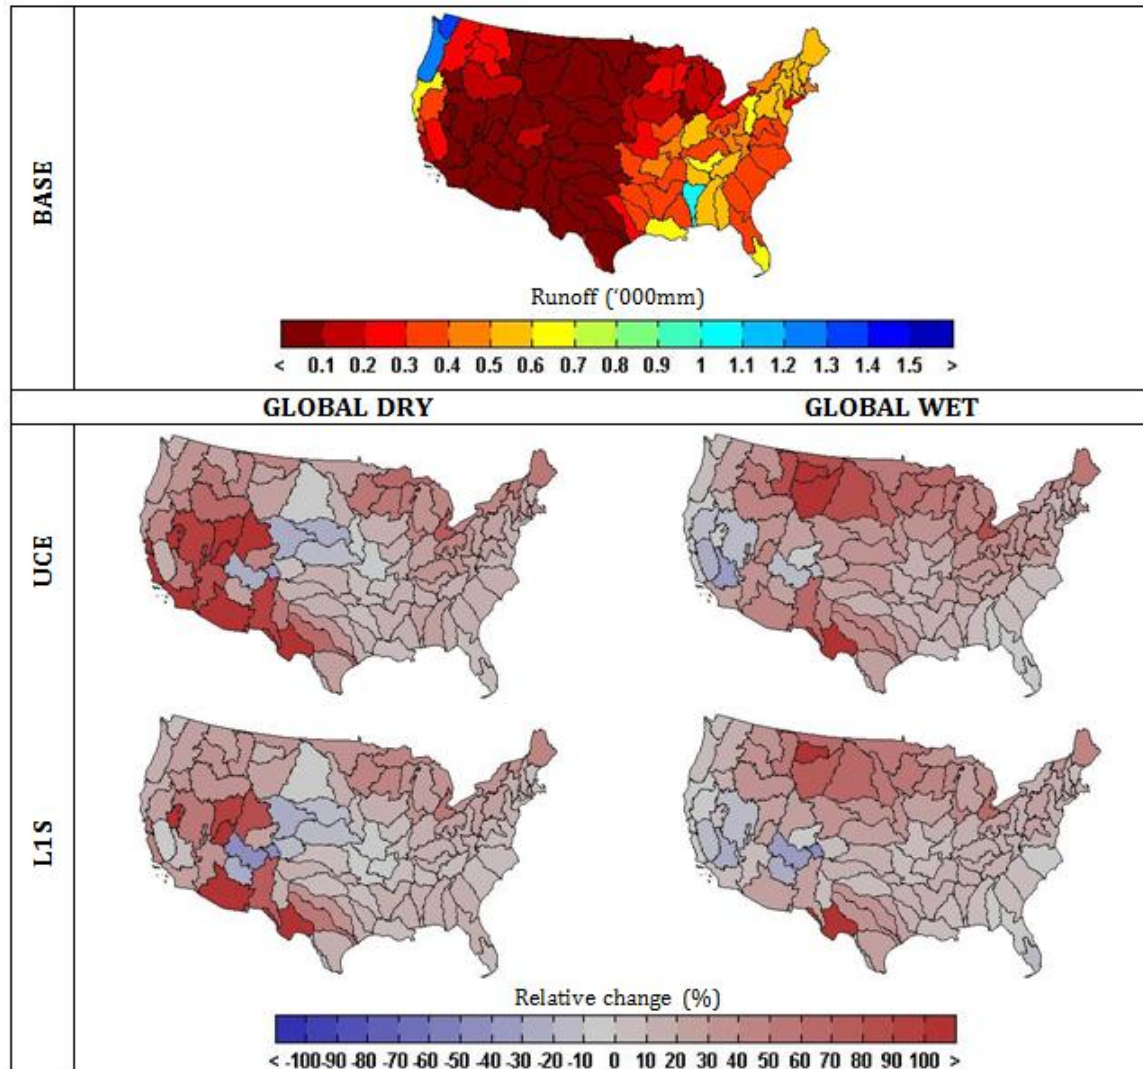 BASE
Runoff (‘000mm)
< 0.1 0.2 0.3 0.4 0.5 0.6 0.7 0.8 0.9 1 1.1 1.2 1.3 1.4 1.5 >
GLOBAL DRY GLOBAL WET
UCE
L1S
Relative change (%)
< -100-90 -80 -70 -60 -50 -40 -30 -20 -10 0 10 20 30 40 50 60 70 80 90 100 >